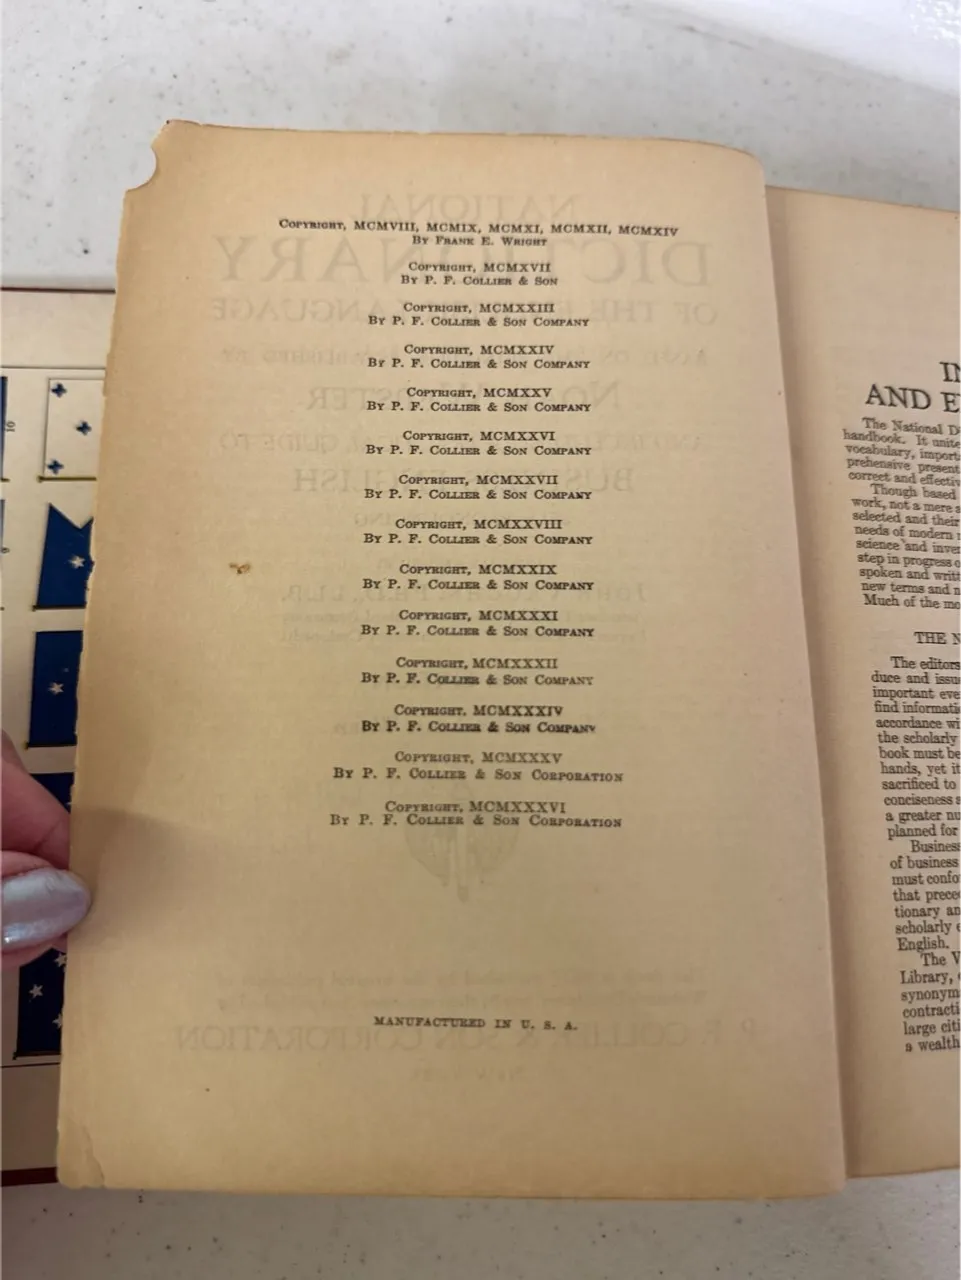 COPYRIGHT, MCMVIII, MCMIX, MCMXI, MCMXII, MCMXIV
BY FRANK E. WRIGHT
COPYRIGHT, MCMXVII
BY P. F. COLLIER & SON
COPYRIGHT, MCMXXIII
BY P. F. COLLIER & SON COMPANY
COPYRIGHT, MCMXXIV
BY P. F. COLLIER & SON COMPANY
COPYRIGHT, MCMXXV
BY P. F. COLLIER & SON COMPANY
COPYRIGHT, MCMXXVI
BY P. F. COLLIER & SON COMPANY
COPYRIGHT, MCMXXVII
BY P. F. COLLIER & SON COMPANY
COPYRIGHT, MCMXXVIII
BY P. F. COLLIER & SON COMPANY
COPYRIGHT, MCMXXIX
BY P. F. COLLIER & SON COMPANY
COPYRIGHT, MCMXXXI
BY P. F. COLLIER & SON COMPANY
COPYRIGHT, MCMXXXII
BY P. F. COLLIER & SON COMPANY
COPYRIGHT, MCMXXXIV
BY P. F. COLLIER & SON COMPANY
COPYRIGHT, MCMXXXV
BY P. F. COLLIER & SON CORPORATION
COPYRIGHT, MCMXXXVI
BY P. F. COLLIER & SON CORPORATION
MANUFACTURED IN U. S. A.
AND E
The National D
handbook. It unite
vocabulary, import
prehensive present
correct and effectiv
Though based
work, not a mere s
selected and their
needs of modern
science and inve
step in progress o
spoken and writt
new terms and n
Much of the mo
THE N
The editors
duce and issu
important eve
find informati
accordance wi
the scholarly
book must be
hands, yet it
sacrificed to
conciseness
a greater nu
planned for
Business
of business
must confo
that prece
tionary an
scholarly
English.
The V
Library,
synonym
contracti
large citi
a wealth